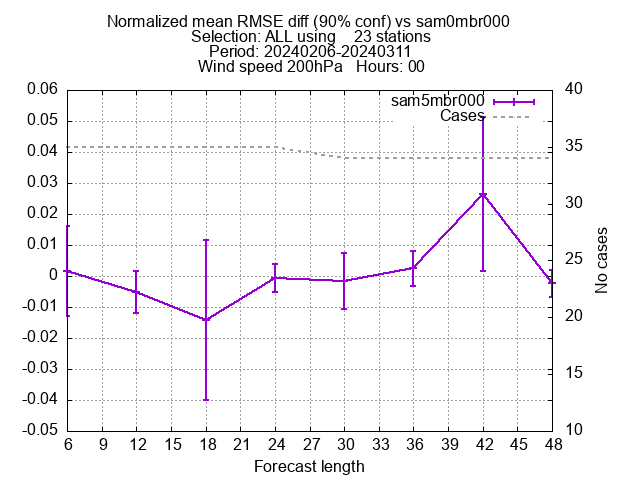 Normalized mean RMSE diff (90% conf) vs sam0mbr000
Selection: ALL using    23 stations
Period: 20240206-20240311
Wind speed 200hPa   Hours: 00
sam5mbr000
Cases
0.06
0.05
0.04
0.03
0.02
0.01
0
-0.01
-0.02
-0.03
-0.04
-0.05
40
35
30
25
20
15
10
No cases
6 12 15 18 21 24 27 30 33 36 39 42 45 48
Forecast length